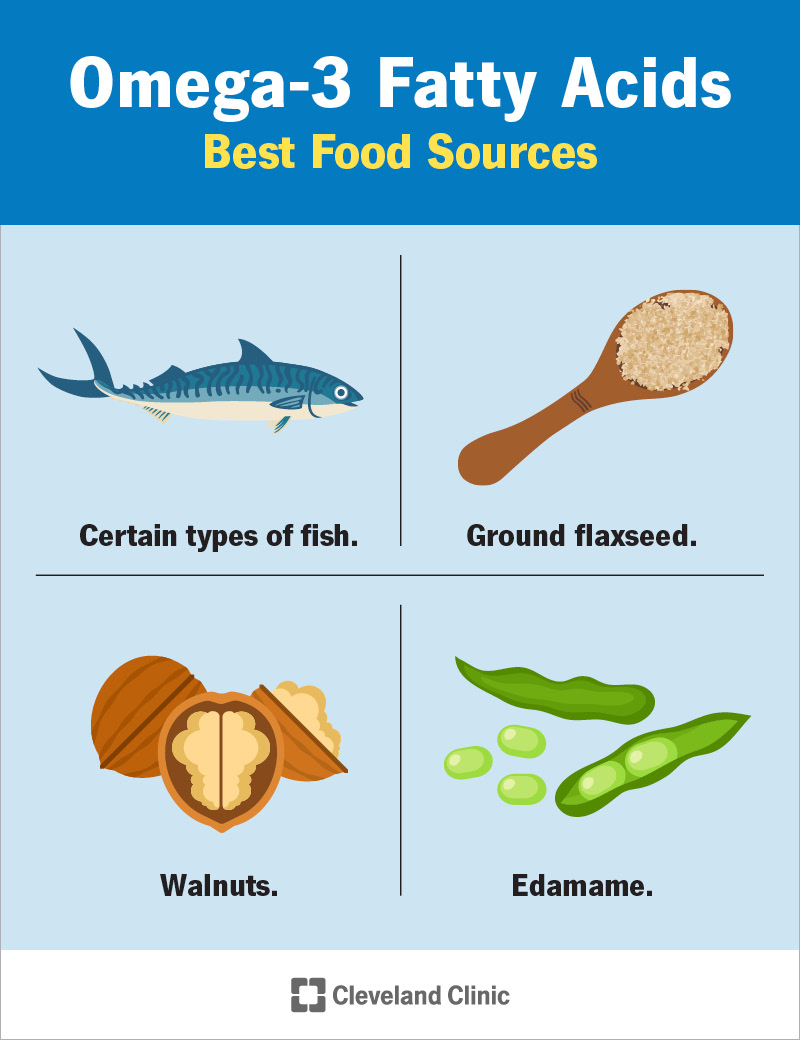 Omega-3 Fatty Acids
Best Food Sources
Certain types of fish.
Ground flaxseed.
Walnuts.
Edamame.
Cleveland Clinic